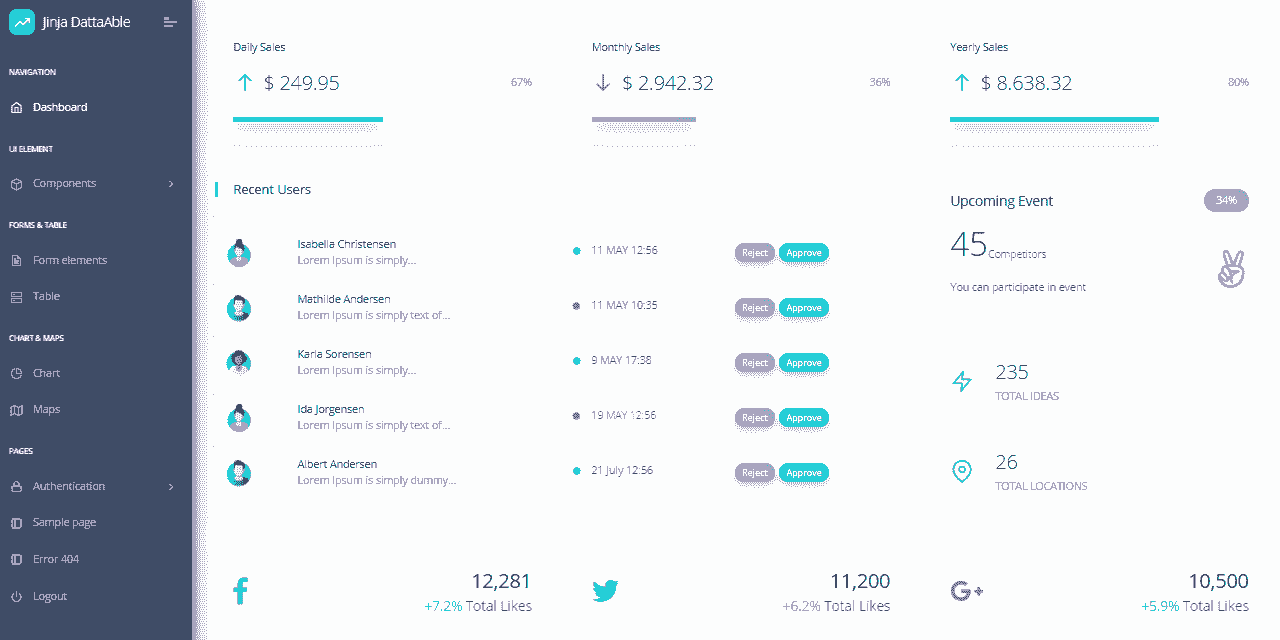 Jinja DattaAble
NAVIGATION
Dashboard
UI ELEMENT
Components
FORMS & TABLE
Form elements
Table
CHART & MAPS
Chart
Maps
PAGES
Authentication
Sample page
Error 404
Logout
Daily Sales
$ 249.95 67%
Monthly Sales
$ 2.942.32 36%
Yearly Sales
$ 8.638.32 80%
Recent Users
Isabella Christensen
Lorem Ipsum is simply...
11 MAY 12:56 Reject Approve
Mathilde Andersen
Lorem Ipsum is simply text of...
11 MAY 10:35 Reject Approve
Karla Sorensen
Lorem Ipsum is simply...
9 MAY 17:38 Reject Approve
Ida Jorgensen
Lorem Ipsum is simply text of...
19 MAY 12:56 Reject Approve
Albert Andersen
Lorem Ipsum is simply dummy...
21 July 12:56 Reject Approve
Upcoming Event 34%
45 Competitors
You can participate in event
235
TOTAL IDEAS
26
TOTAL LOCATIONS
12,281
+7.2% Total Likes
11,200
+6.2% Total Likes
G+ 10,500
+5.9% Total Likes